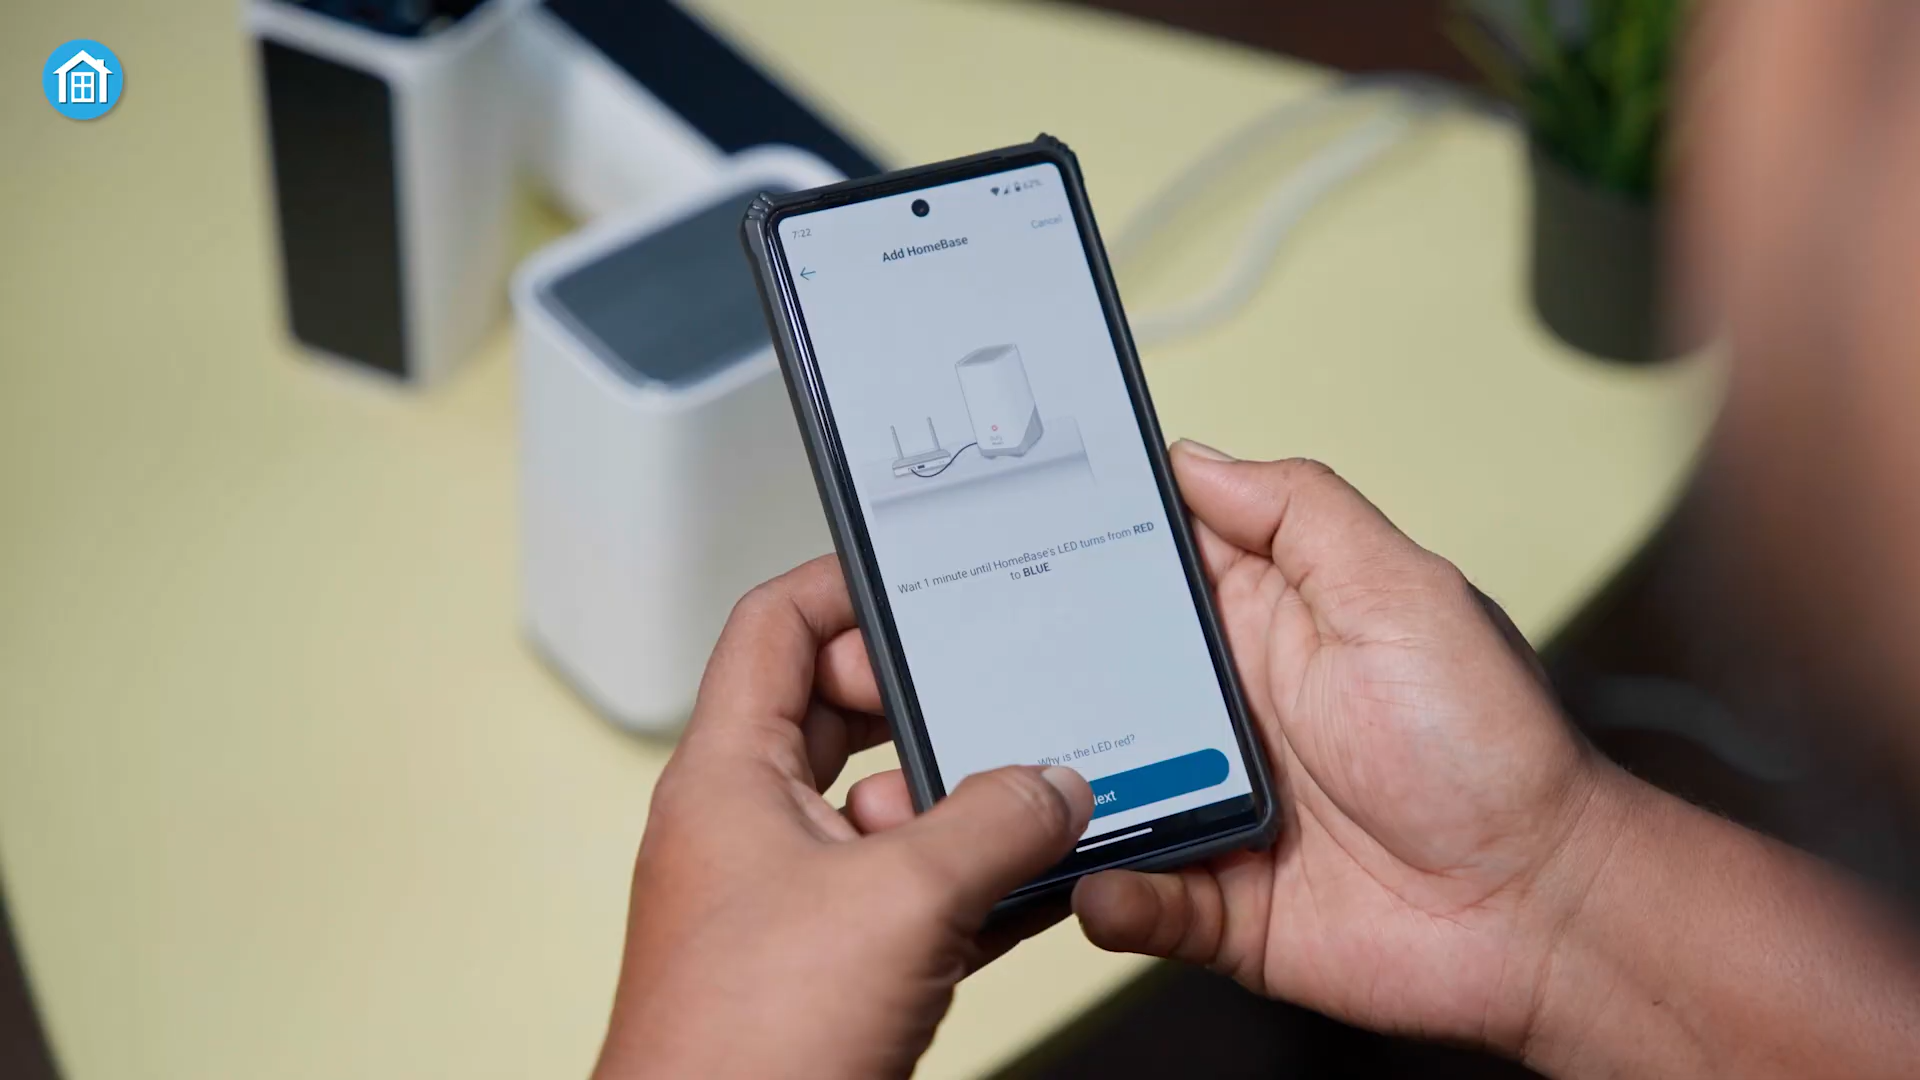 7:22
62%
Cancel
Add HomeBase
Wait 1 minute until HomeBase's LED turns from RED
to BLUE.
Why is the LED red?
Next